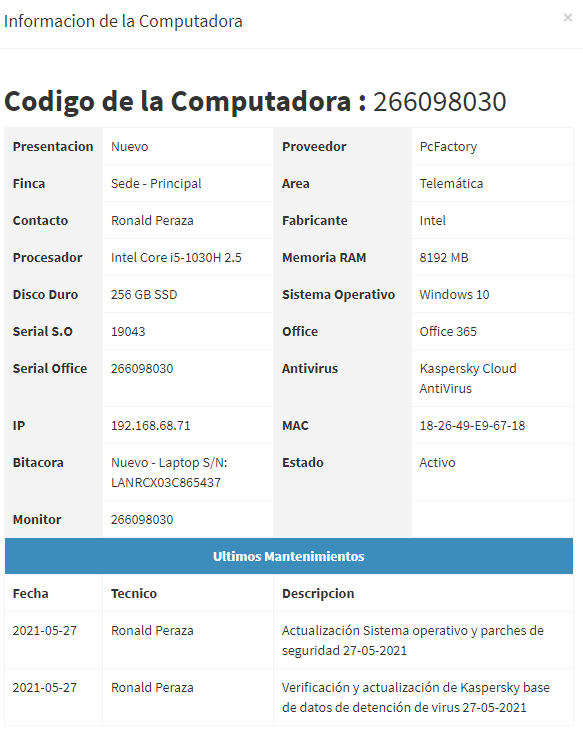 Informacion de la Computadora ×
Codigo de la Computadora : 266098030
Presentacion Nuevo Proveedor PcFactory
Finca Sede - Principal Area Telemática
Contacto Ronald Peraza Fabricante Intel
Procesador Intel Core i5-1030H 2.5 Memoria RAM 8192 MB
Disco Duro 256 GB SSD Sistema Operativo Windows 10
Serial S.O 19043 Office Office 365
Serial Office 266098030 Antivirus Kaspersky Cloud
AntiVirus
IP 192.168.68.71 MAC 18-26-49-E9-67-18
Bitacora Nuevo - Laptop S/N: Estado Activo
LANRCX03C865437
Monitor 266098030
Ultimos Mantenimientos
Fecha Tecnico Descripcion
2021-05-27 Ronald Peraza Actualización Sistema operativo y parches de
seguridad 27-05-2021
2021-05-27 Ronald Peraza Verificación y actualización de Kaspersky base
de datos de detención de virus 27-05-2021